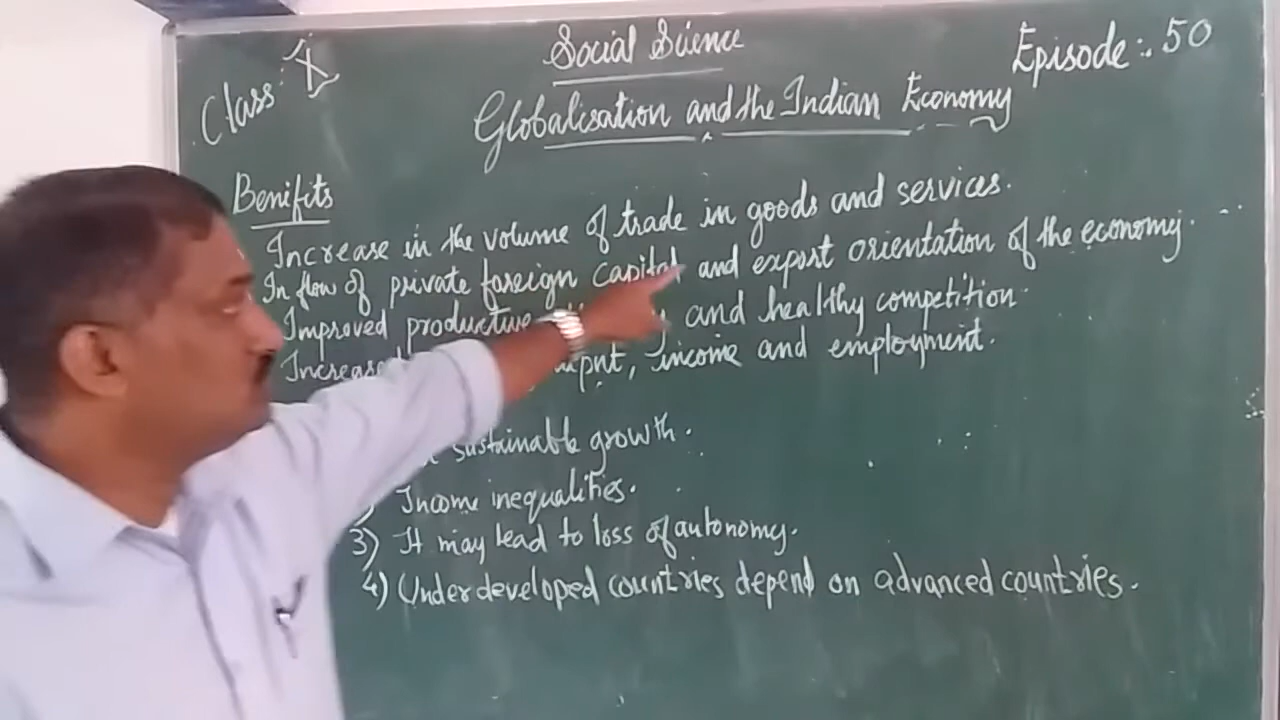 Class: X
Social Science
Episode:. 50
Globalisation and the Indian Economy
Benifits
Increase in the volume of trade in goods and services.
In flow of private foreign capital and export orientation of the economy.
Improved productive and healthy competition.
Increased income and employment.
sustainable growth.
Income inequalities.
3) It may lead to loss of autonomy.
4) Under developed countries depend on advanced countries.